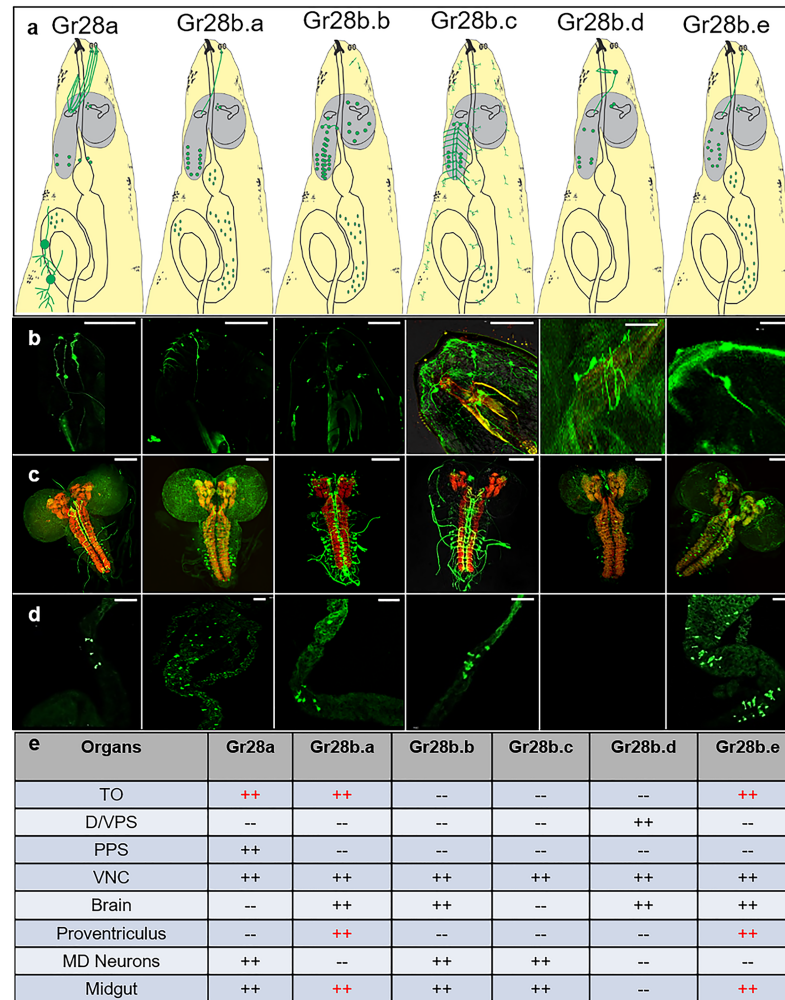 a Gr28a Gr28b.a Gr28b.b Gr28b.c Gr28b.d Gr28b.e
b
c
d
e Organs Gr28a Gr28b.a Gr28b.b Gr28b.c Gr28b.d Gr28b.e
TO ++ ++ -- -- -- ++
D/VPS -- -- -- -- ++ --
PPS ++ -- -- -- -- --
VNC ++ ++ ++ ++ ++ ++
Brain -- ++ ++ -- ++ ++
Proventriculus -- ++ -- -- -- ++
MD Neurons ++ -- ++ ++ -- --
Midgut ++ ++ ++ ++ -- ++